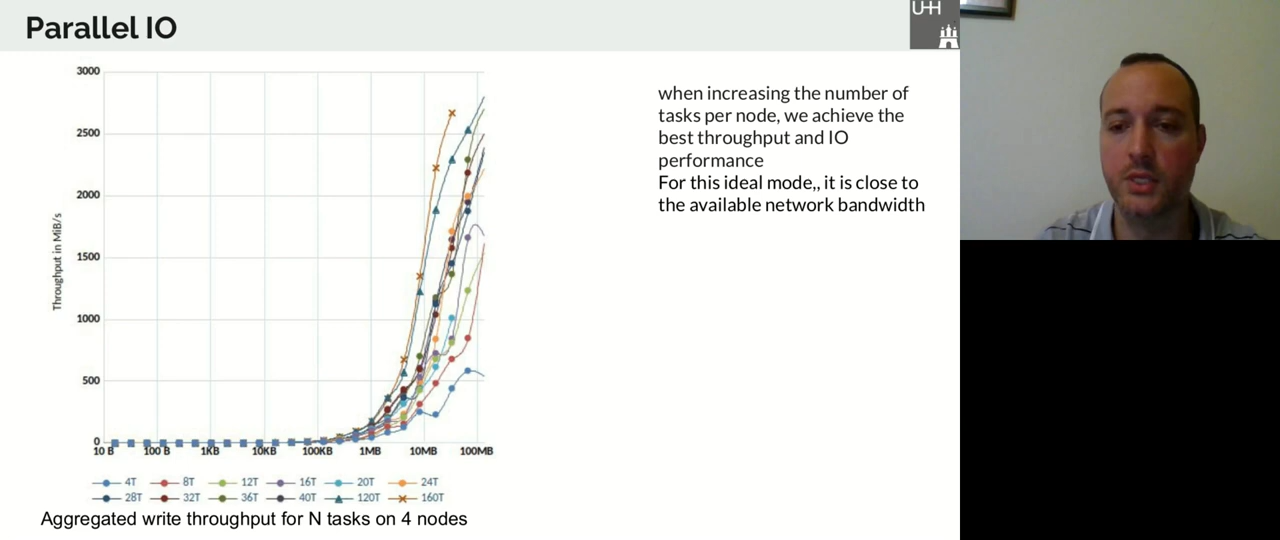 Parallel IO
UHH
3000
2500
2000
1500
1000
500
0
Throughput in MiB/s
10 B 100 B 1KB 10KB 100KB 1MB 10MB 100MB
4T 8T 12T 16T 20T 24T
28T 32T 36T 40T 120T 160T
Aggregated write throughput for N tasks on 4 nodes
when increasing the number of
tasks per node, we achieve the
best throughput and IO
performance
For this ideal mode,, it is close to
the available network bandwidth